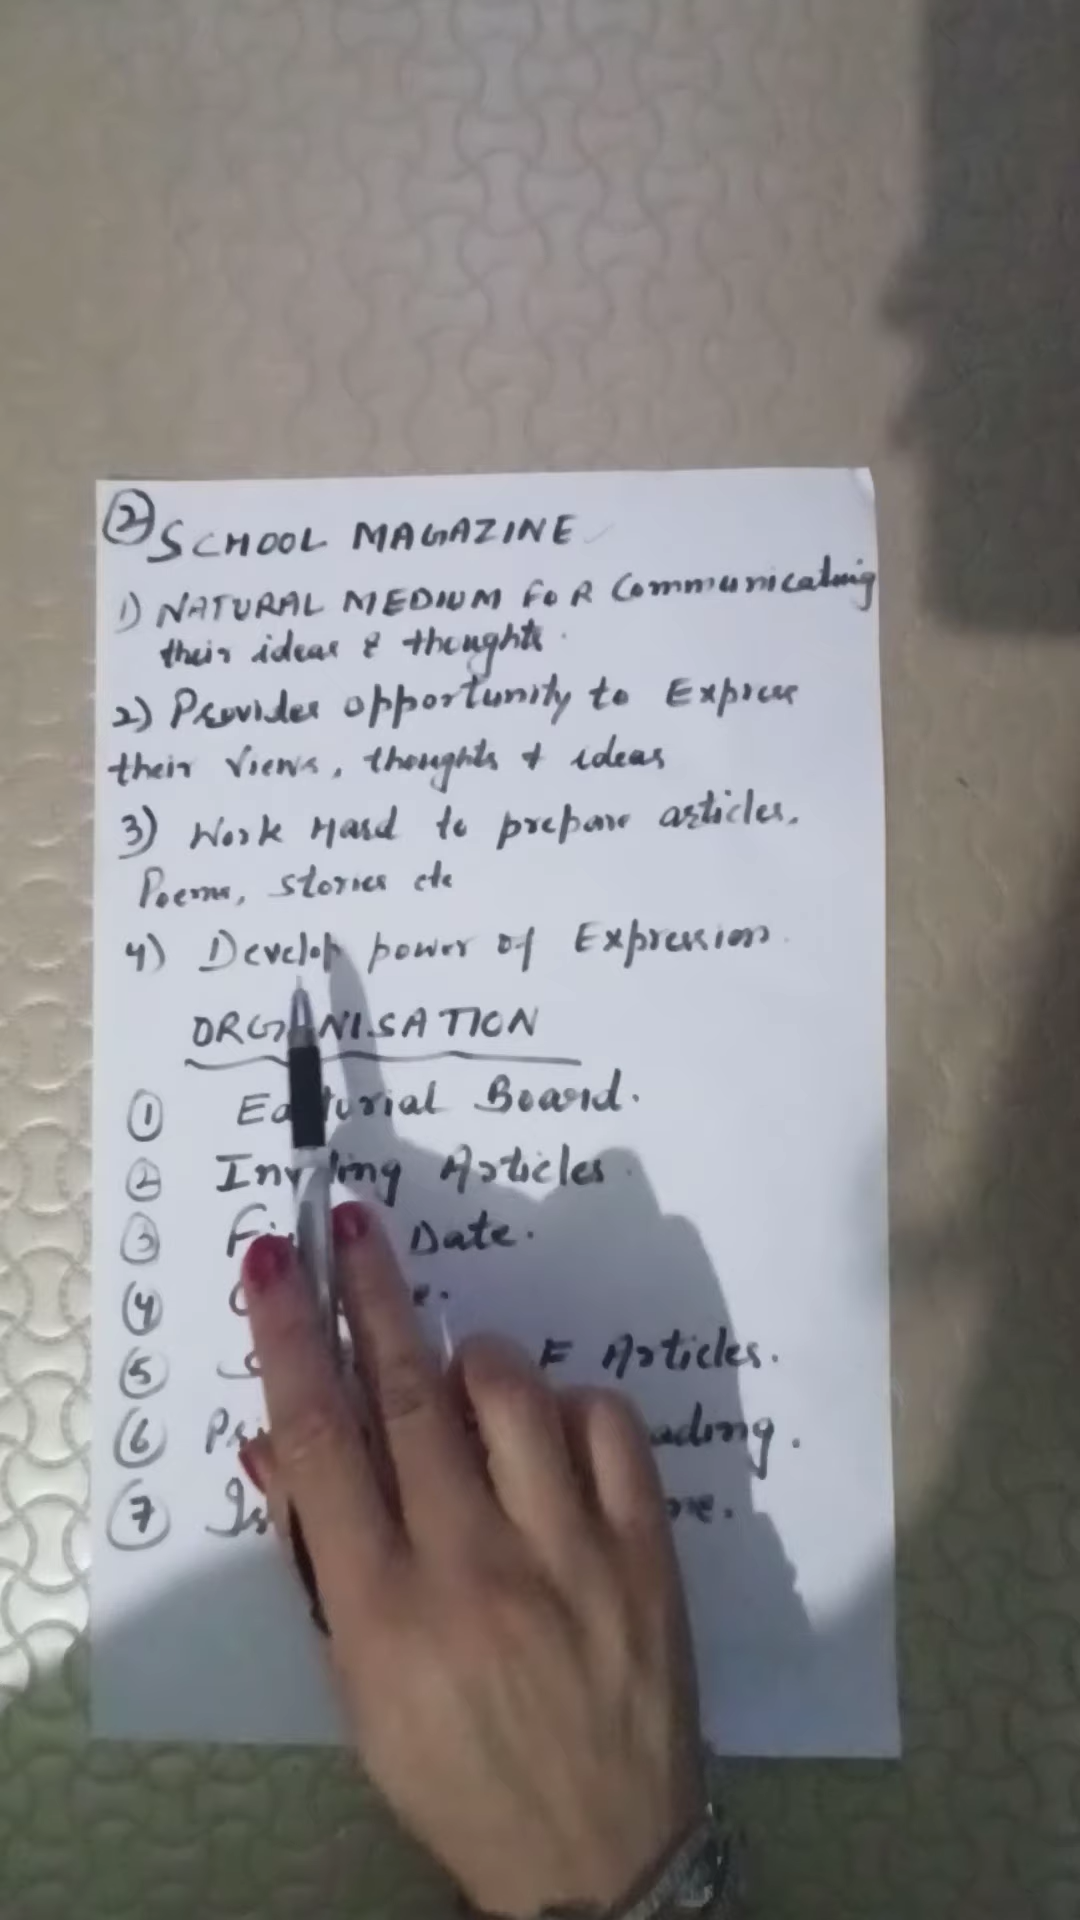 ② SCHOOL MAGAZINE
1) NATURAL MEDIUM FOR Communicating
their ideas & thoughts.
2) Provides opportunity to Express
their Views, thoughts & ideas
3) Work Hard to prepare articles,
Poems, stories etc
4) Develop power of Expression.
ORGANISATION
① Editorial Board.
② Inviting Articles.
③ Date.
④
⑤ Articles.
⑥
⑦